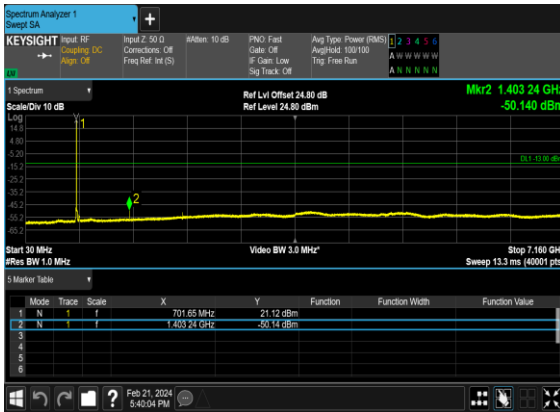 Spectrum Analyzer 1
Swept SA
KEYSIGHT
Input: RF
Coupling: DC
Align: Off
Input Z: 50 Ω
Corrections: Off
Freq Ref: Int (S)
#Atten: 10 dB
PNO: Fast
Gate: Off
IF Gain: Low
Sig Track: Off
Avg Type: Power (RMS)
Avg|Hold: 100/100
Trig: Free Run
1 2 3 4 5 6
A W W W W W
A N N N N N
1 Spectrum
Scale/Div 10 dB
Ref Lvl Offset 24.80 dB
Ref Level 24.80 dBm
Mkr2 1.403 24 GHz
-50.140 dBm
Log
14.8
4.80
-5.20
-15.2
-25.2
-35.2
-45.2
-55.2
-65.2
1
2
DL1 -13.00 dBm
Start 30 MHz
#Res BW 1.0 MHz
Video BW 3.0 MHz*
Stop 7.160 GHz
Sweep 13.3 ms (40001 pts)
5 Marker Table
Mode Trace Scale X Y Function Function Width Function Value
1 N 1 f 701.65 MHz 21.12 dBm
2 N 1 f 1.403 24 GHz -50.14 dBm
3
4
5
6
?
Feb 21, 2024
5:40:04 PM